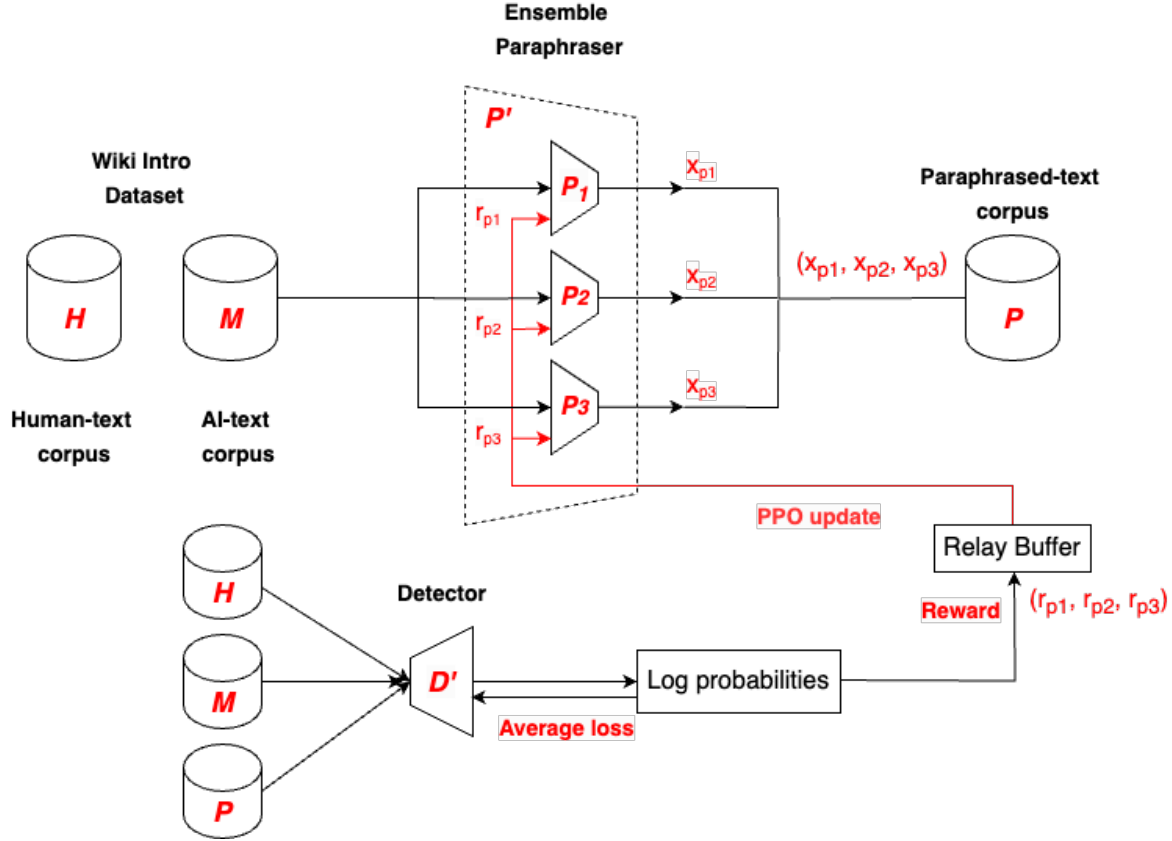 Ensemble
Paraphraser
P'
Wiki Intro
Dataset
P1
xp1
Paraphrased-text
corpus
rp1
H
M
P2
xp2
(xp1, xp2, xp3)
P
rp2
P3
xp3
Human-text
corpus
AI-text
corpus
rp3
PPO update
Relay Buffer
H
Detector
Reward
(rp1, rp2, rp3)
M
D'
Log probabilities
Average loss
P